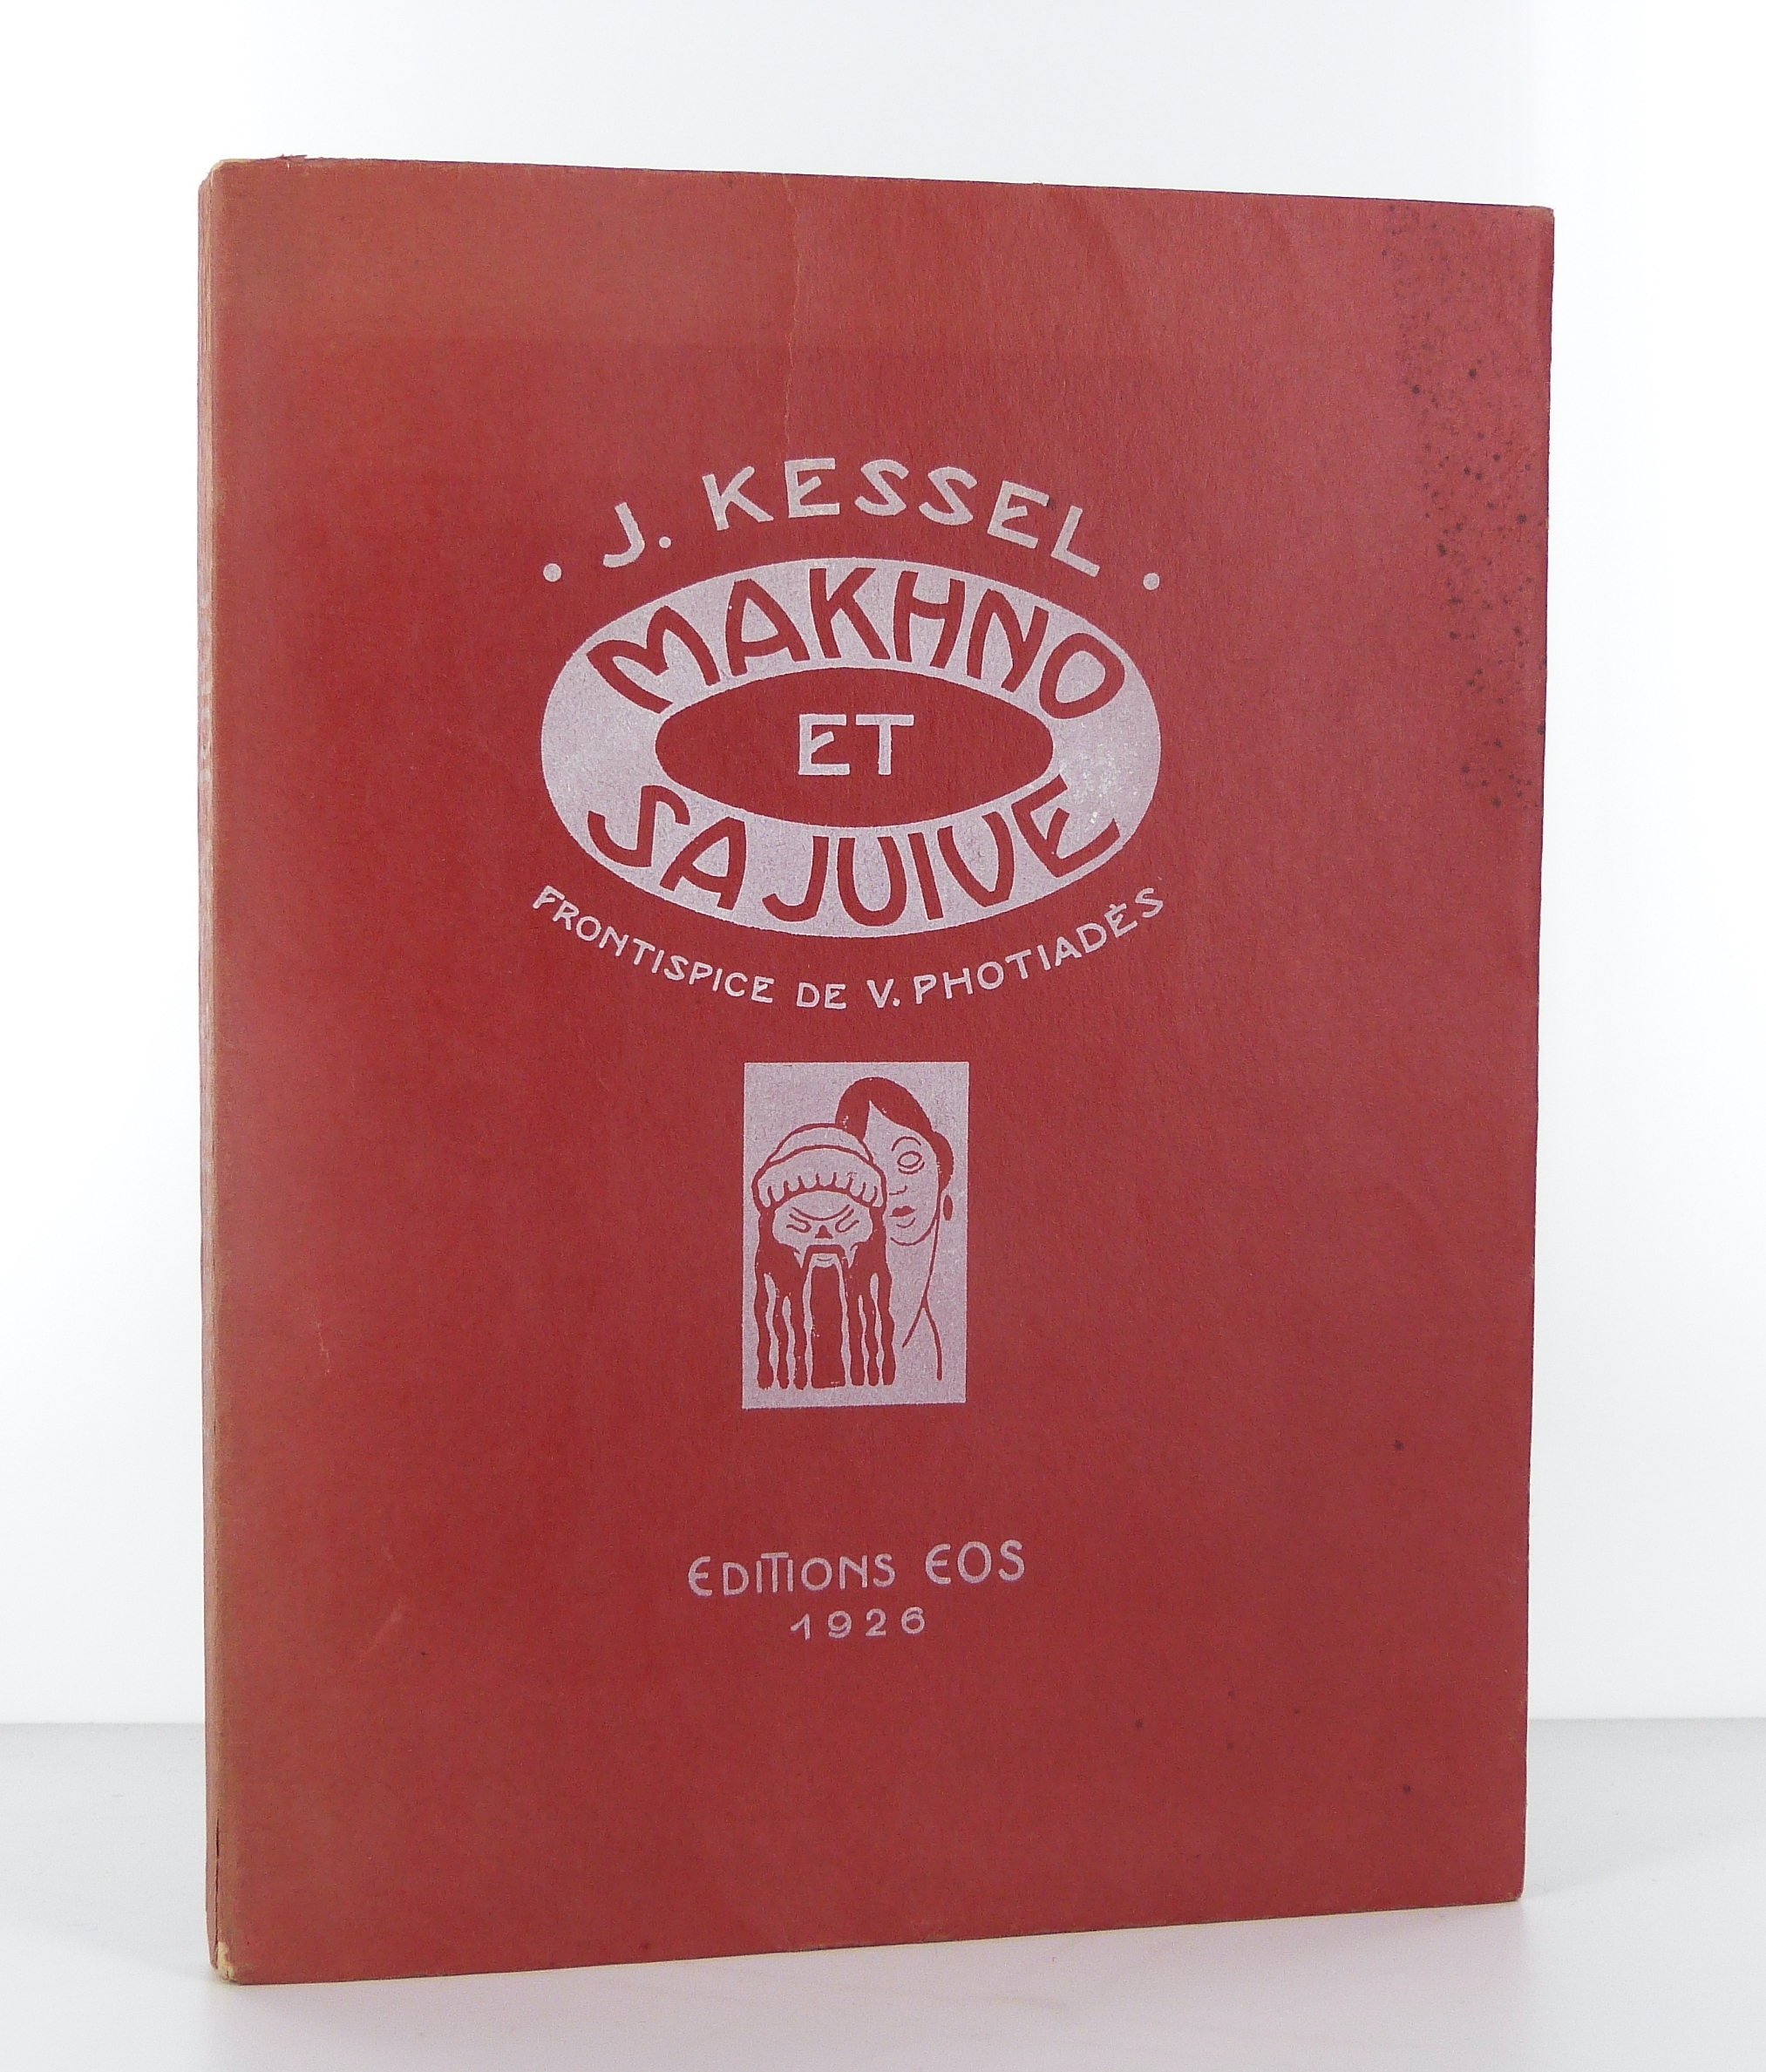 . J. KESSEL .
MAKHNO
ET
SA JUIVE
FRONTISPICE DE V. PHOTIADÈS
EDITIONS EOS
1926